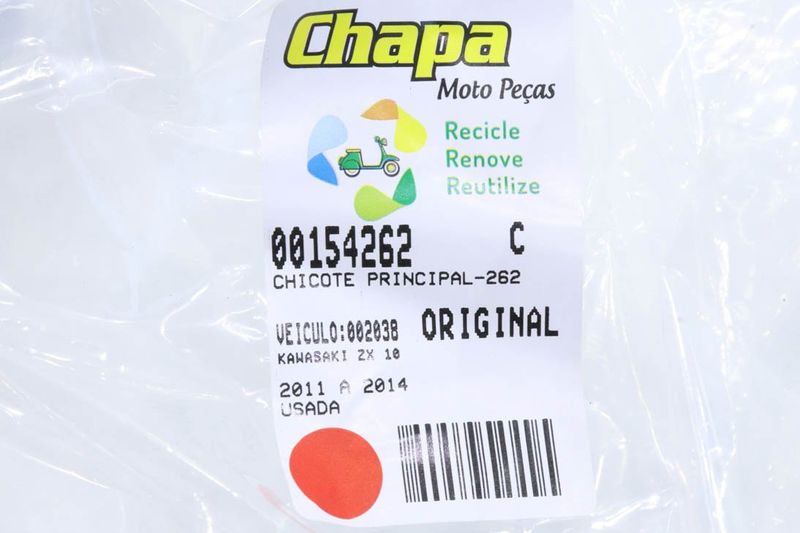 Chapa
Moto Peças
Recicle
Renove
Reutilize
00154262 C
CHICOTE PRINCIPAL-262
VEICULO:002038 ORIGINAL
KAWASAKI ZX 10
2011 A 2014
USADA